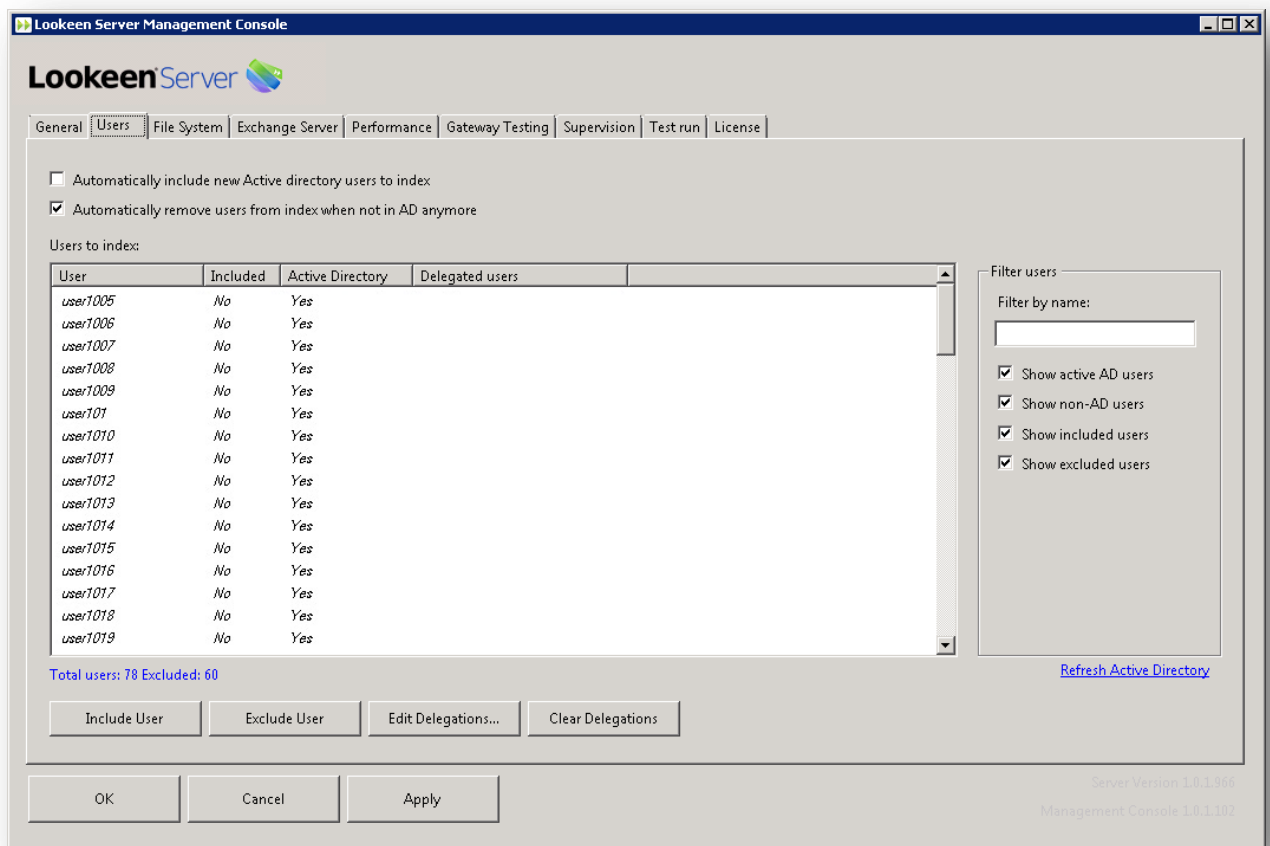 Lookeen Server Management Console
Lookeen Server
General Users File System Exchange Server Performance Gateway Testing Supervision Test run License
Automatically include new Active directory users to index
Automatically remove users from index when not in AD anymore
Users to index:
User Included Active Directory Delegated users
user1005 No Yes
user1006 No Yes
user1007 No Yes
user1008 No Yes
user1009 No Yes
user101 No Yes
user1010 No Yes
user1011 No Yes
user1012 No Yes
user1013 No Yes
user1014 No Yes
user1015 No Yes
user1016 No Yes
user1017 No Yes
user1018 No Yes
user1019 No Yes
Filter users
Filter by name:
Show active AD users
Show non-AD users
Show included users
Show excluded users
Total users: 78 Excluded: 60
Refresh Active Directory
Include User Exclude User Edit Delegations... Clear Delegations
OK Cancel Apply
Server Version 1.0.1.966
Management Console 1.0.1.102